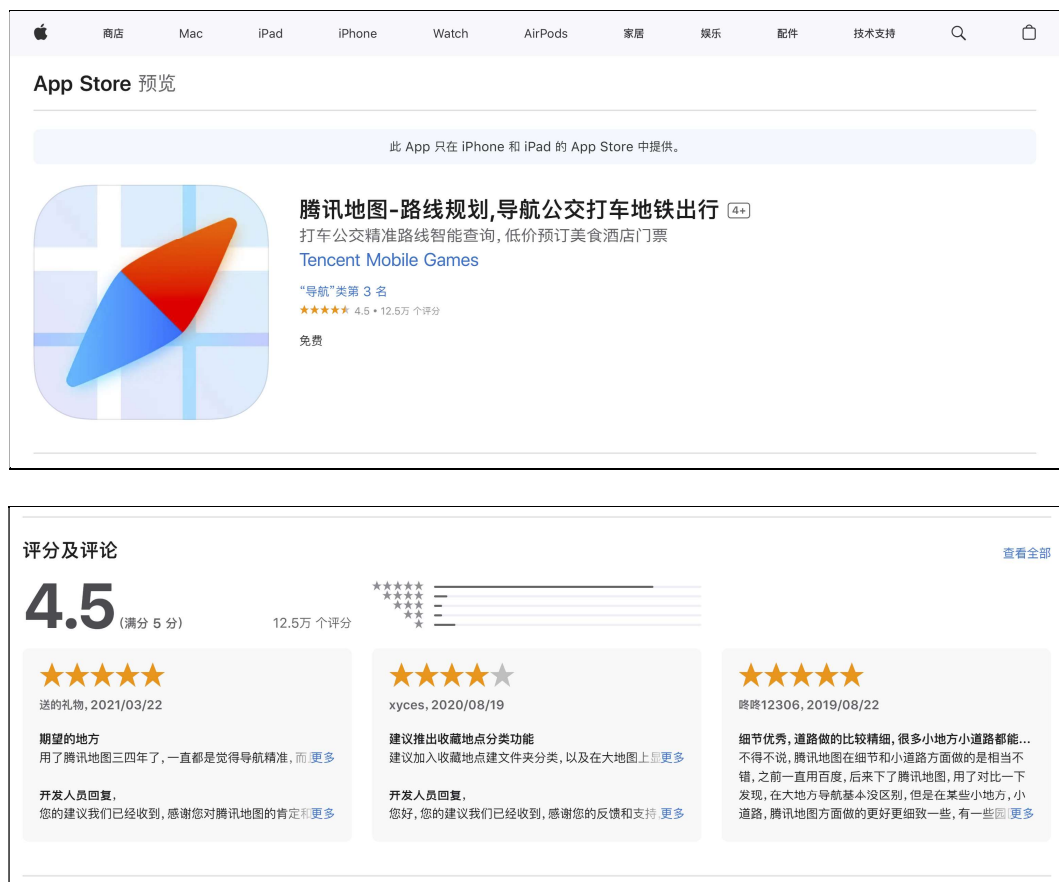 商店 Mac iPad iPhone Watch AirPods 家居 娱乐 配件 技术支持
App Store 预览
此 App 只在 iPhone 和 iPad 的 App Store 中提供。
腾讯地图-路线规划,导航公交打车地铁出行 4+
打车公交精准路线智能查询,低价预订美食酒店门票
Tencent Mobile Games
“导航”类第 3 名
★★★★★ 4.5 • 12.5万 个评分
免费
评分及评论
查看全部
4.5 (满分 5 分)
12.5万 个评分
送的礼物, 2021/03/22
期望的地方
用了腾讯地图三四年了,一直都是觉得导航精准,而 更多
开发人员回复,
您的建议我们已经收到,感谢您对腾讯地图的肯定和 更多
xyces, 2020/08/19
建议推出收藏地点分类功能
建议加入收藏地点建文件夹分类,以及在大地图上显 更多
开发人员回复,
您好,您的建议我们已经收到,感谢您的反馈和支持 更多
咚咚12306, 2019/08/22
细节优秀,道路做的比较精细,很多小地方小道路都能...
不得不说,腾讯地图在细节和小道路方面做的是相当不
错,之前一直用百度,后来下了腾讯地图,用了对比一下
发现,在大地方导航基本没区别,但是在某些小地方,小
道路,腾讯地图方面做的更好更细致一些,有一些园 更多